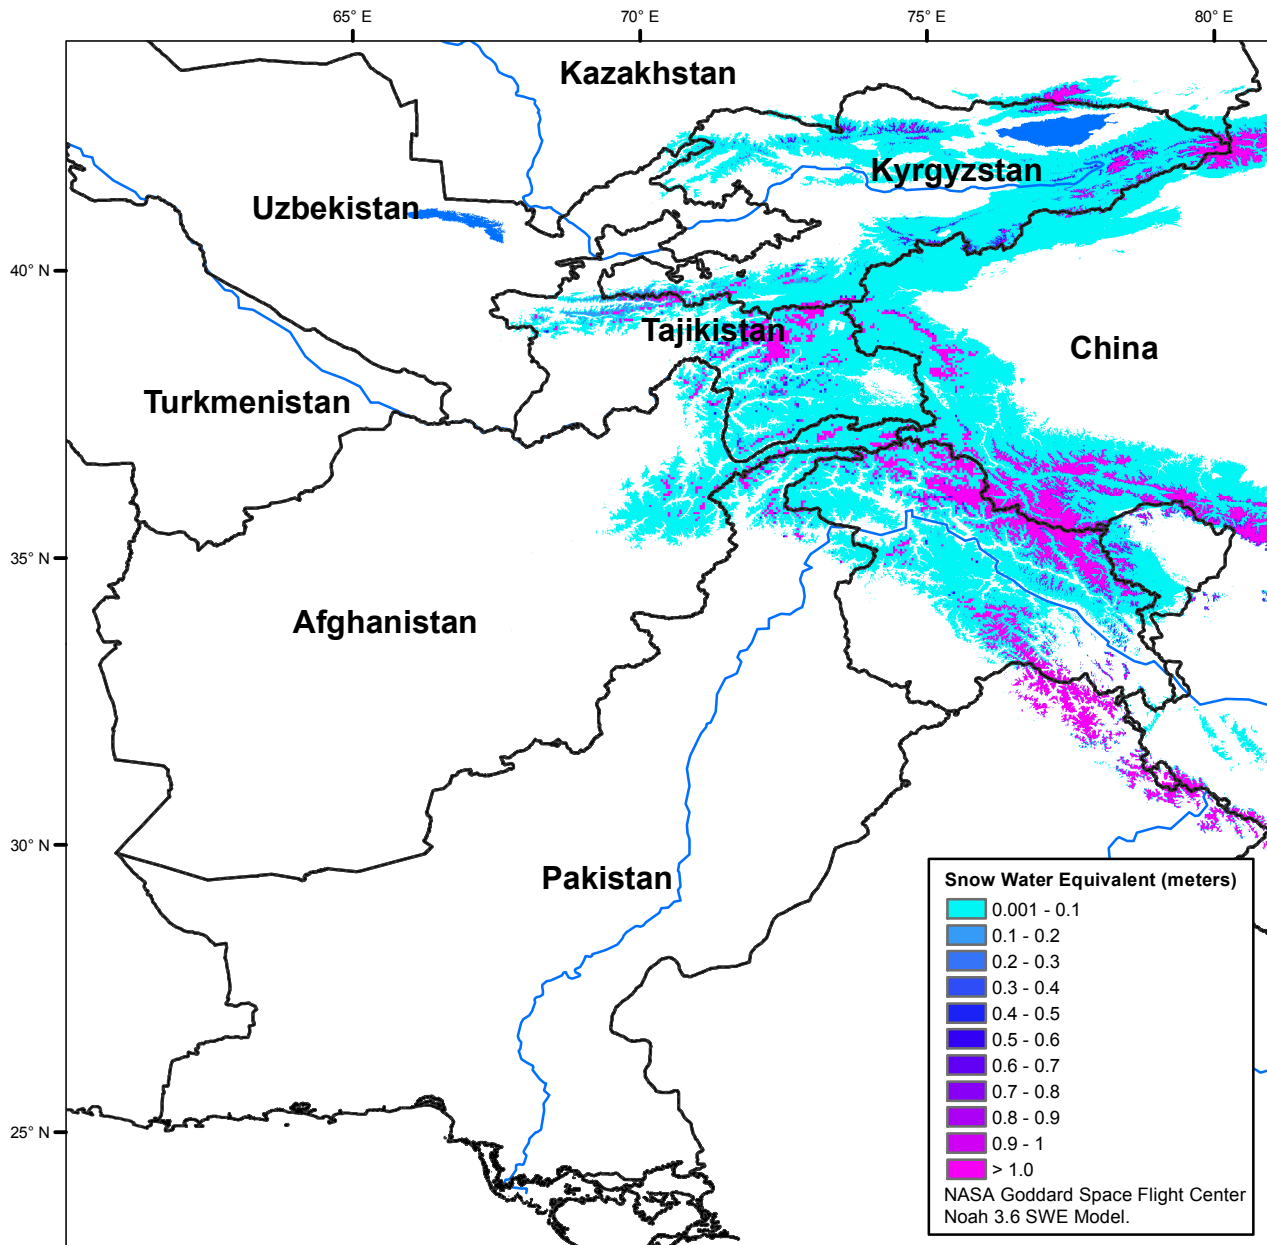 65° E
70° E
75° E
80° E
Kazakhstan
Kyrgyzstan
Uzbekistan
40° N
Tajikistan
China
Turkmenistan
35° N
Afghanistan
30° N
Pakistan
25° N
Snow Water Equivalent (meters)
0.001 - 0.1
0.1 - 0.2
0.2 - 0.3
0.3 - 0.4
0.4 - 0.5
0.5 - 0.6
0.6 - 0.7
0.7 - 0.8
0.8 - 0.9
0.9 - 1
> 1.0
NASA Goddard Space Flight Center
Noah 3.6 SWE Model.